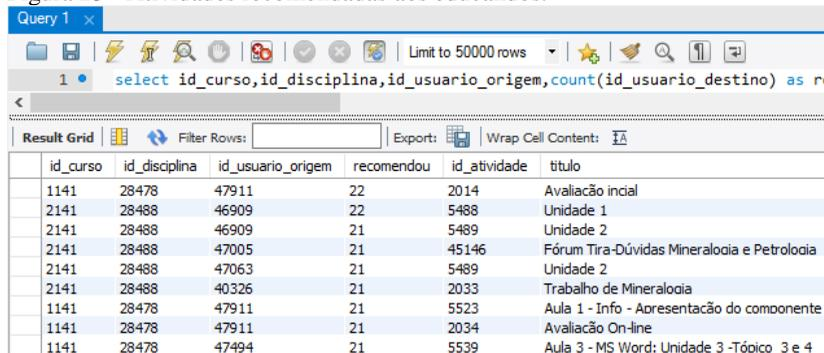 Query 1 ×
Limit to 50000 rows
1 select id_curso,id_disciplina,id_usuario_origem,count(id_usuario_destino) as
Result Grid Filter Rows: Export: Wrap Cell Content:
id_curso id_disciplina id_usuario_origem recomendou id_atividade titulo
1141 28478 47911 22 2014 Avaliacão incial
2141 28488 46909 22 5488 Unidade 1
2141 28488 46909 21 5489 Unidade 2
2141 28488 47005 21 45146 Fórum Tira-Dúvidas Mineralogia e Petrologia
2141 28488 47063 21 5489 Unidade 2
2141 28488 40326 21 2033 Trabalho de Mineralogia
1141 28478 47911 21 5523 Aula 1 - Info - Apresentacão do componente
1141 28478 47911 21 2034 Avaliacão On-line
1141 28478 47494 21 5539 Aula 3 - MS Word: Unidade 3 -Tópico 3 e 4